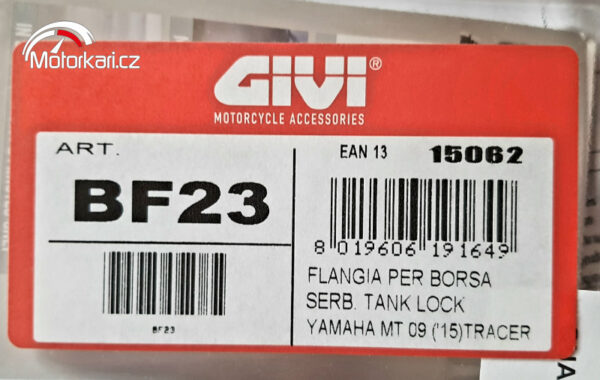 Motorkari.cz
GIVI®
MOTORCYCLE ACCESSORIES
ART.
EAN 13 15062
BF23
8 019606 191649
BF23
FLANGIA PER BORSA
SERB. TANK LOCK
YAMAHA MT 09 ('15)TRACER